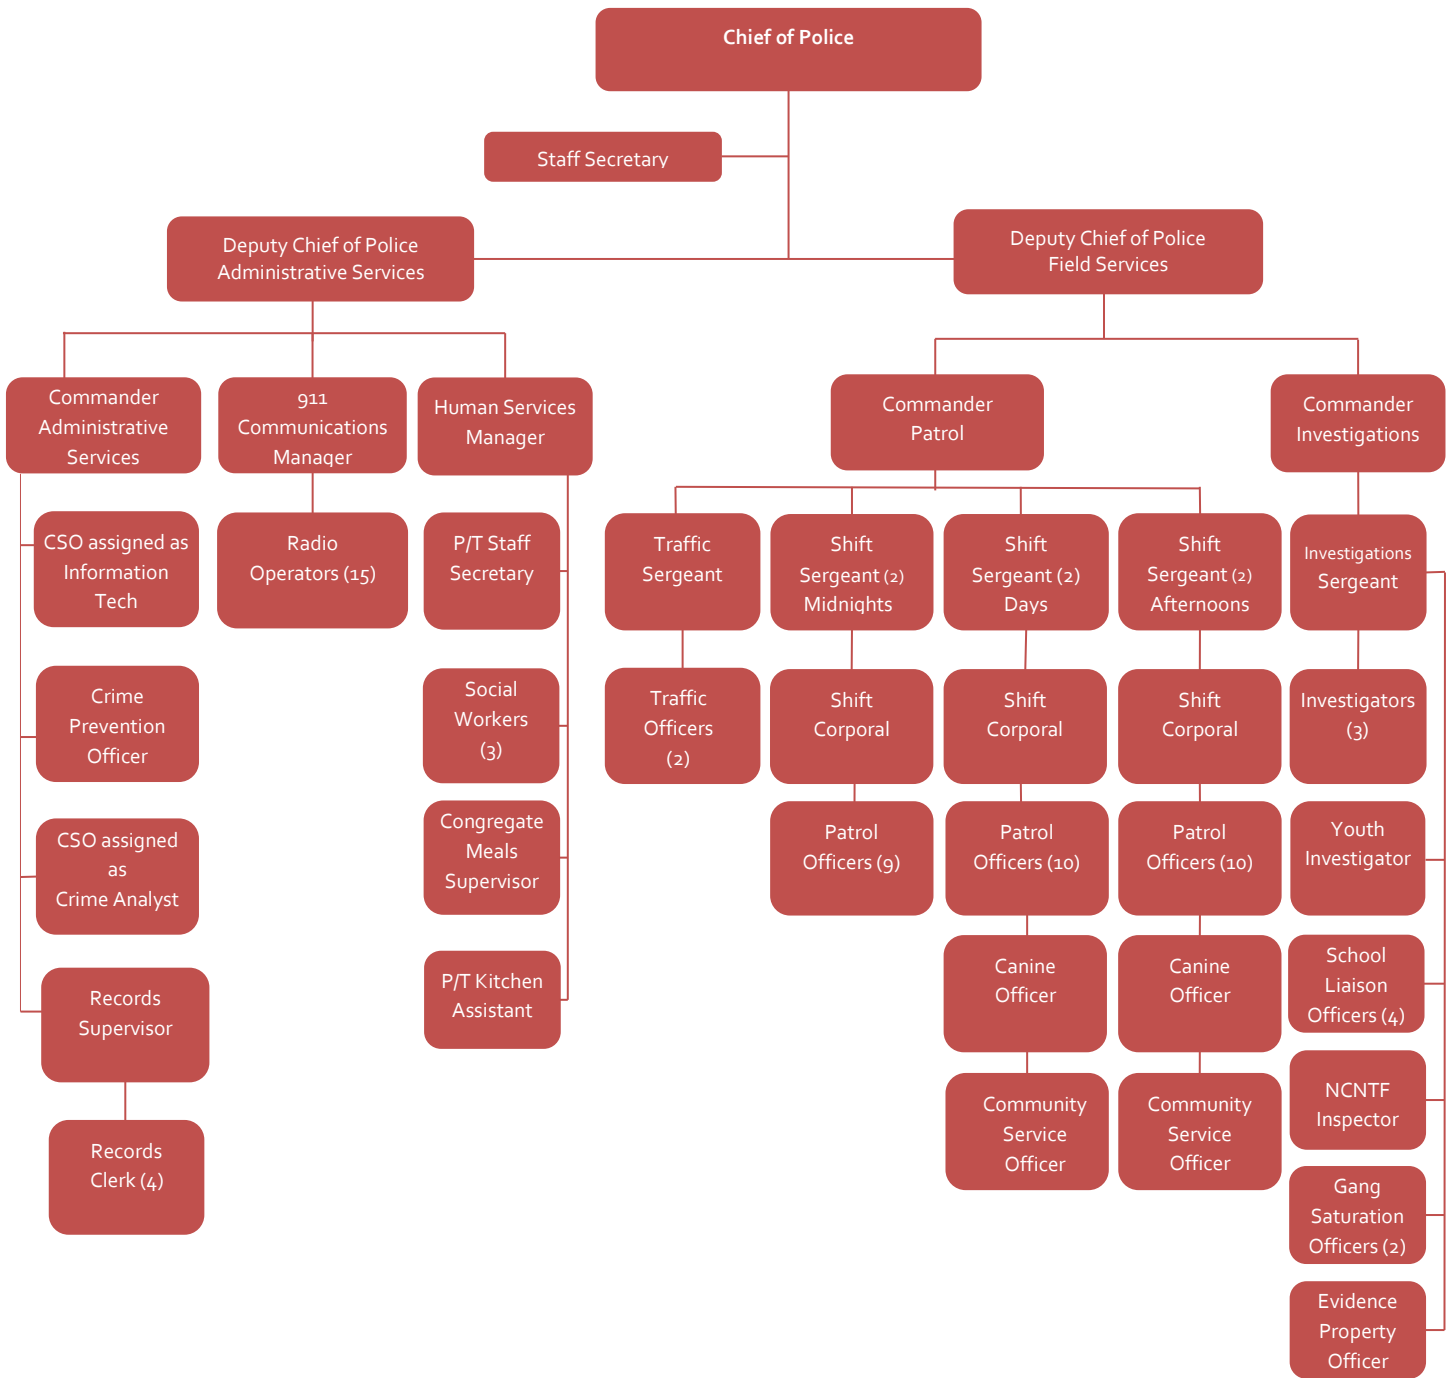 Chief of Police
Staff Secretary
Deputy Chief of Police
Administrative Services
Deputy Chief of Police
Field Services
Commander
Administrative
Services
911
Communications
Manager
Human Services
Manager
Commander
Patrol
Commander
Investigations
CSO assigned as
Information
Tech
Radio
Operators (15)
P/T Staff
Secretary
Traffic
Sergeant
Shift
Sergeant (2)
Midnights
Shift
Sergeant (2)
Days
Shift
Sergeant (2)
Afternoons
Investigations
Sergeant
Crime
Prevention
Officer
Social
Workers
(3)
Traffic
Officers
(2)
Shift
Corporal
Shift
Corporal
Shift
Corporal
Investigators
(3)
CSO assigned
as
Crime Analyst
Congregate
Meals
Supervisor
Patrol
Officers (9)
Patrol
Officers (10)
Patrol
Officers (10)
Youth
Investigator
Records
Supervisor
P/T Kitchen
Assistant
Canine
Officer
Canine
Officer
School
Liaison
Officers (4)
Records
Clerk (4)
Community
Service
Officer
Community
Service
Officer
NCNTF
Inspector
Gang
Saturation
Officers (2)
Evidence
Property
Officer